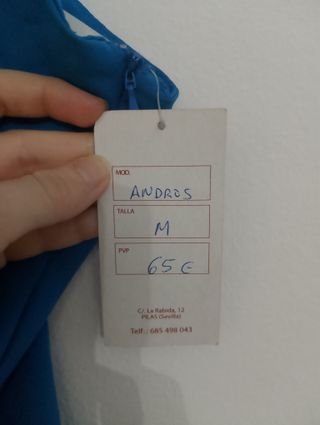 MOD.
ANDROS
TALLA
M
PVP
65 €
C/. La Rabida, 12
PILAS (Sevilla)
Telf.: 685 498 043